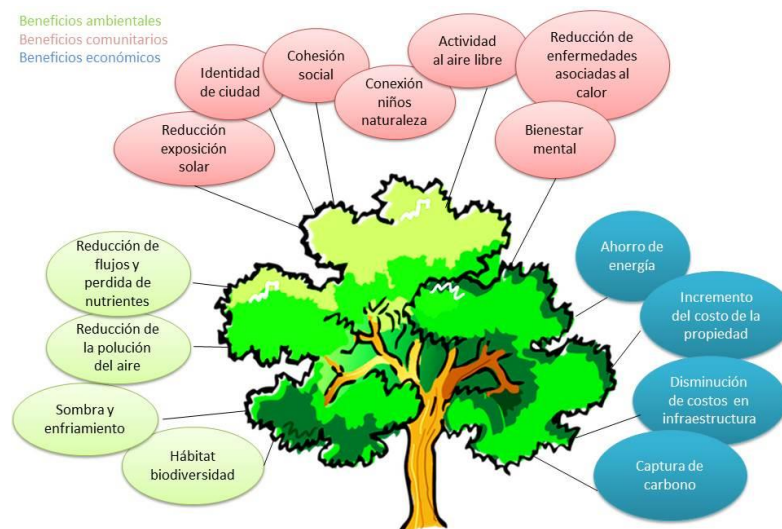 Beneficios ambientales
Beneficios comunitarios
Beneficios económicos
Reducción
exposición
solar
Identidad
de ciudad
Cohesión
social
Conexión
niños
naturaleza
Actividad
al aire libre
Reducción de
enfermedades
asociadas al
calor
Bienestar
mental
Reducción de
flujos y
perdida de
nutrientes
Reducción de
la polución
del aire
Sombra y
enfriamiento
Hábitat
biodiversidad
Ahorro de
energía
Incremento
del costo de la
propiedad
Disminución
de costos en
infraestructura
Captura de
carbono